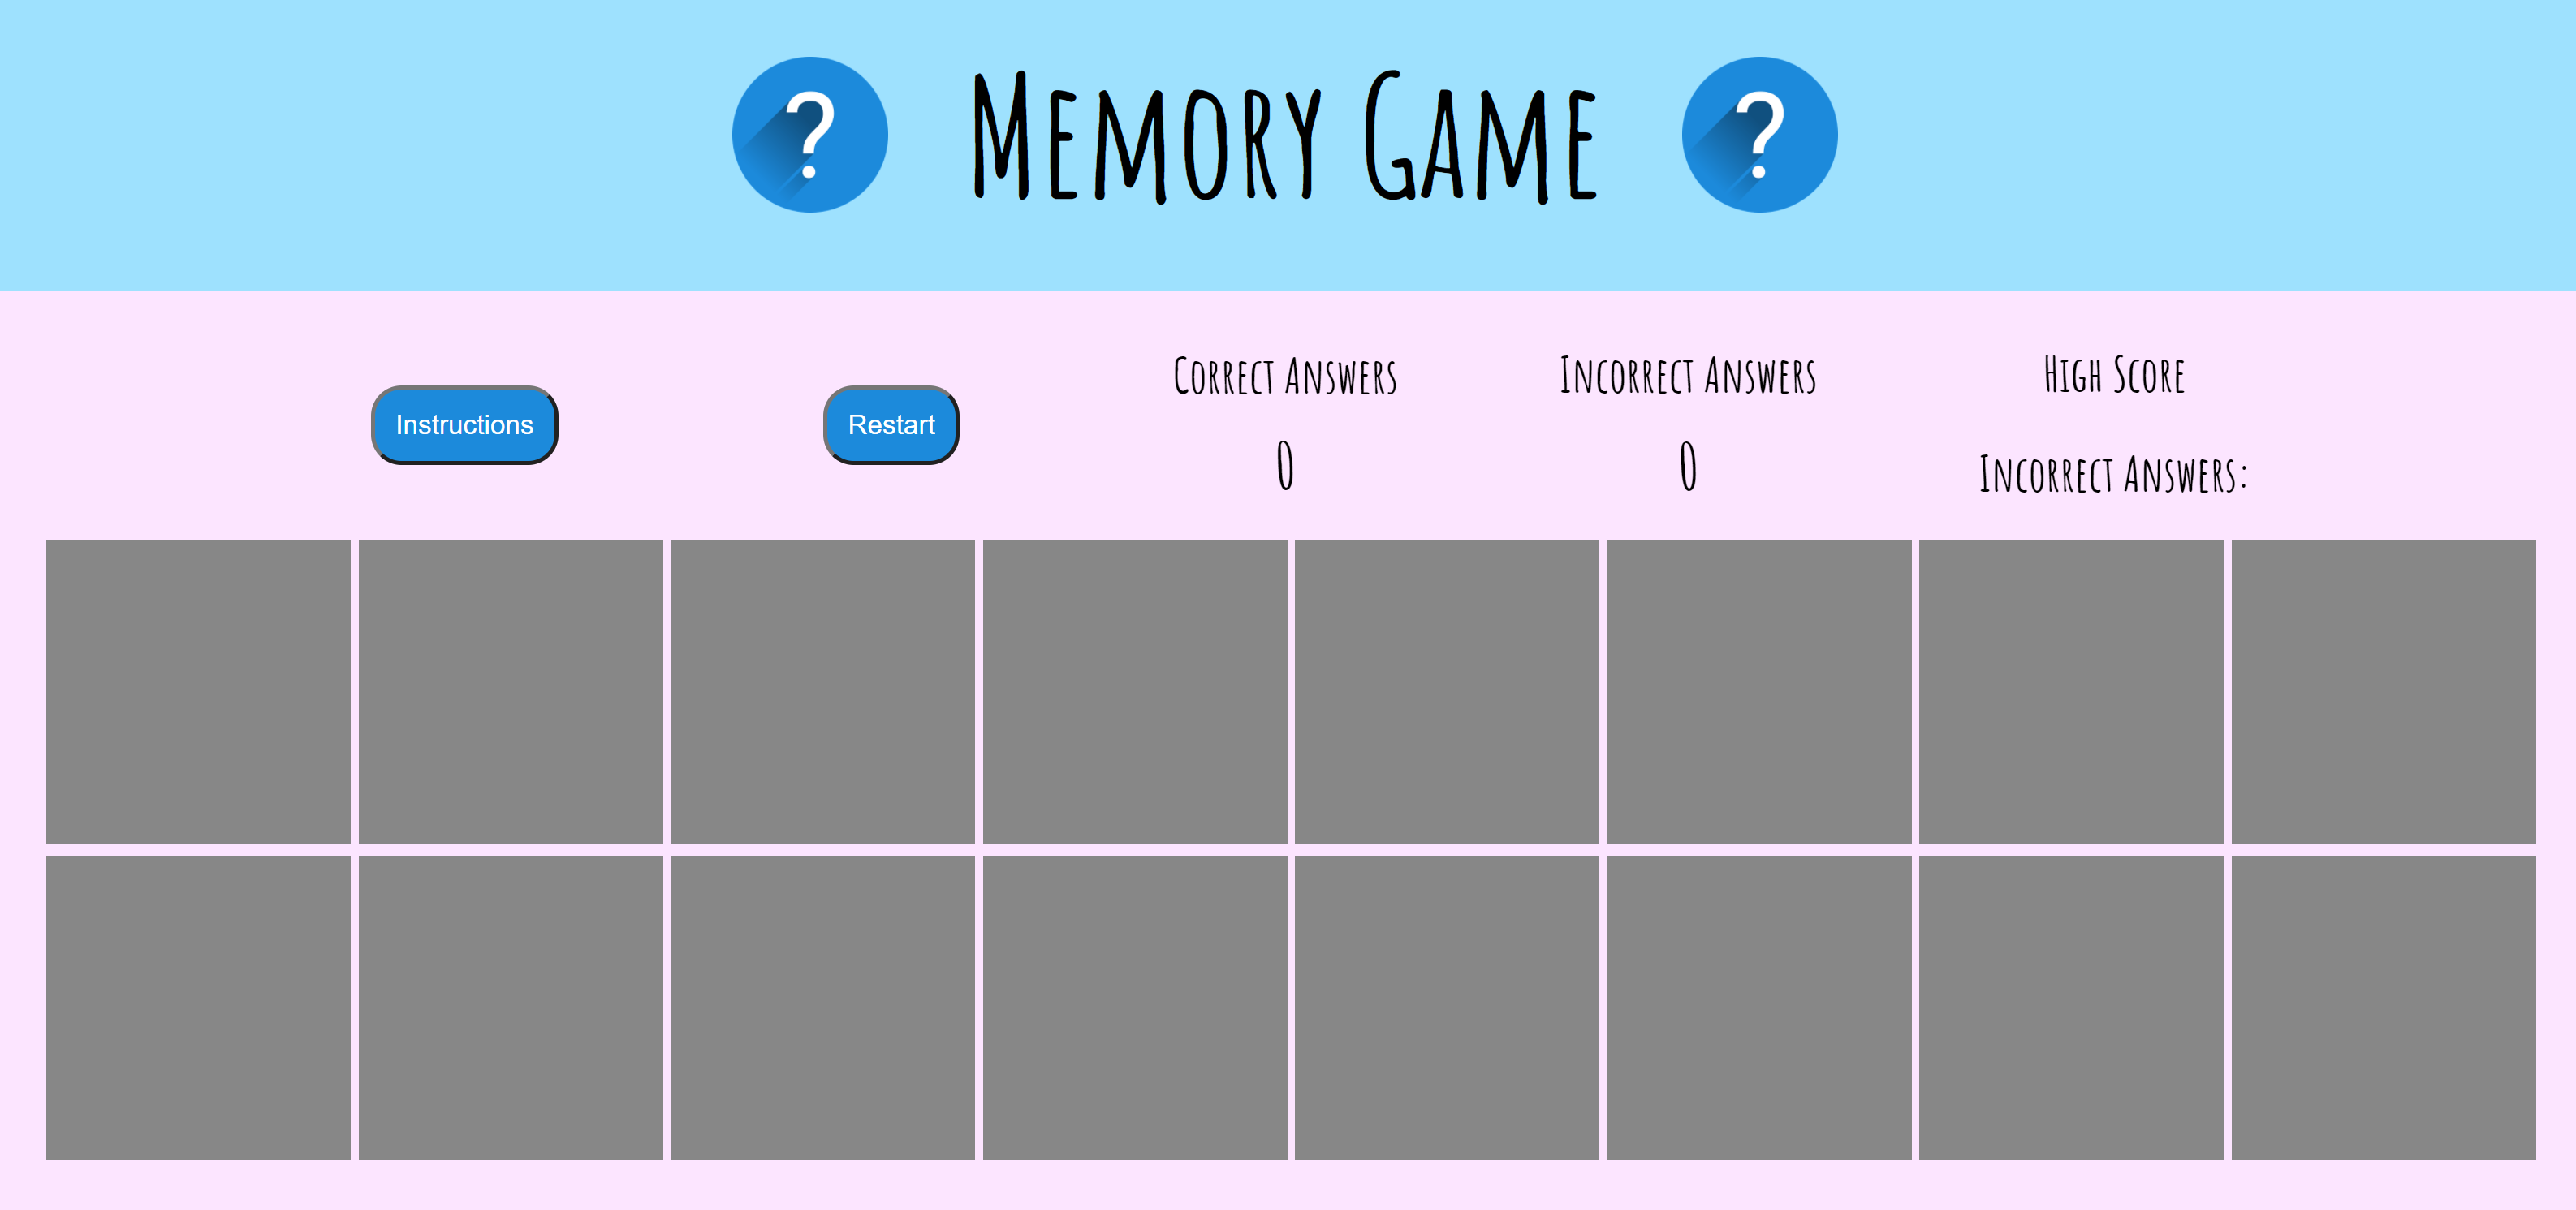 ? Memory Game ?
Instructions
Restart
Correct Answers
0
Incorrect Answers
0
High Score
Incorrect Answers: